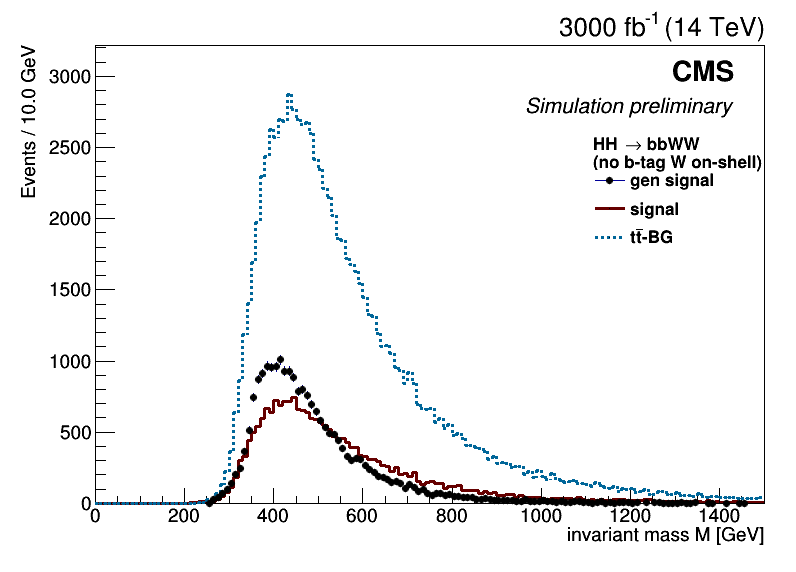 3000 fb-1 (14 TeV)
CMS
Simulation preliminary
HH → bbWW
(no b-tag W on-shell)
gen signal
signal
tt̄-BG
Events / 10.0 GeV
3000
2500
2000
1500
1000
500
0
0 200 400 600 800 1000 1200 1400
invariant mass M [GeV]